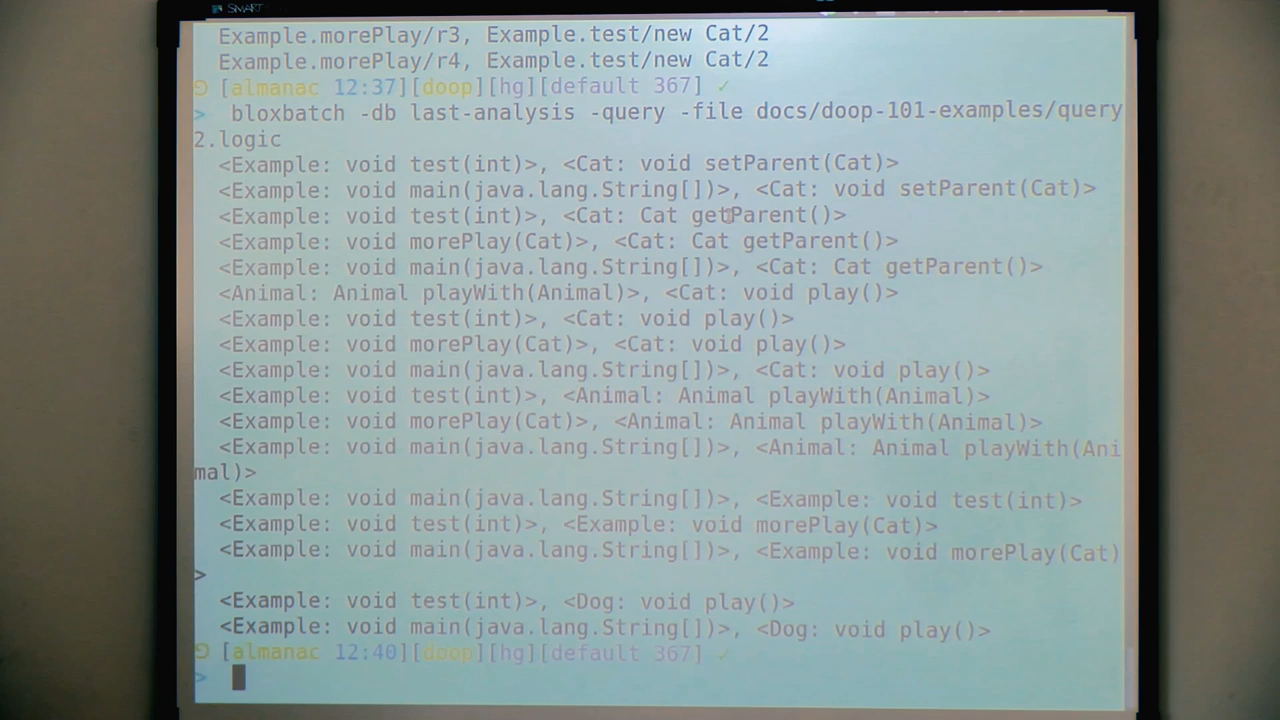 SMART
Example.morePlay/r3, Example.test/new Cat/2
Example.morePlay/r4, Example.test/new Cat/2
[almanac 12:37][doop][hg][default 367] ✓
> bloxbatch -db last-analysis -query -file docs/doop-101-examples/query
2.logic
<Example: void test(int)>, <Cat: void setParent(Cat)>
<Example: void main(java.lang.String[])>, <Cat: void setParent(Cat)>
<Example: void test(int)>, <Cat: Cat getParent()>
<Example: void morePlay(Cat)>, <Cat: Cat getParent()>
<Example: void main(java.lang.String[])>, <Cat: Cat getParent()>
<Animal: Animal playWith(Animal)>, <Cat: void play()>
<Example: void test(int)>, <Cat: void play()>
<Example: void morePlay(Cat)>, <Cat: void play()>
<Example: void main(java.lang.String[])>, <Cat: void play()>
<Example: void test(int)>, <Animal: Animal playWith(Animal)>
<Example: void morePlay(Cat)>, <Animal: Animal playWith(Animal)>
<Example: void main(java.lang.String[])>, <Animal: Animal playWith(Ani
mal)>
<Example: void main(java.lang.String[])>, <Example: void test(int)>
<Example: void test(int)>, <Example: void morePlay(Cat)>
<Example: void main(java.lang.String[])>, <Example: void morePlay(Cat)
>
<Example: void test(int)>, <Dog: void play()>
<Example: void main(java.lang.String[])>, <Dog: void play()>
[almanac 12:40][doop][hg][default 367] ✓
>